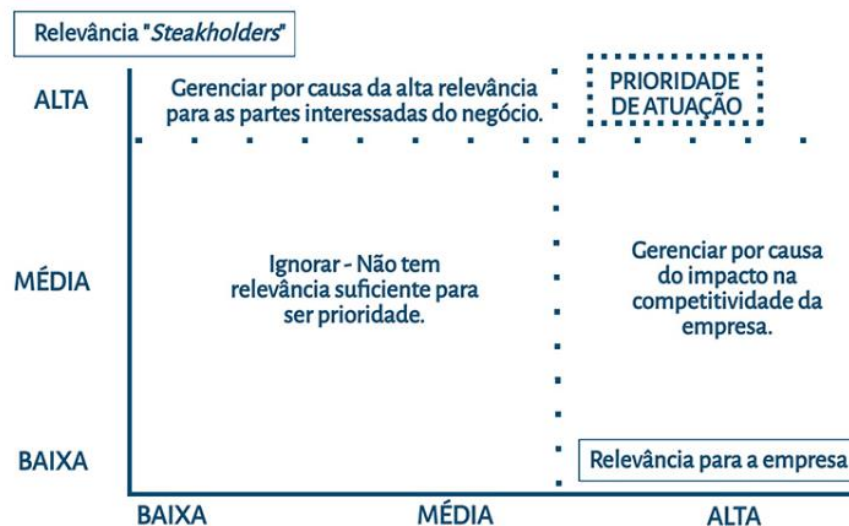 Relevância "Steakholders"
ALTA
Gerenciar por causa da alta relevância
para as partes interessadas do negócio.
PRIORIDADE
DE ATUAÇÃO
MÉDIA
Ignorar - Não tem
relevância suficiente para
ser prioridade.
Gerenciar por causa
do impacto na
competitividade da
empresa.
BAIXA
Relevância para a empresa
BAIXA
MÉDIA
ALTA